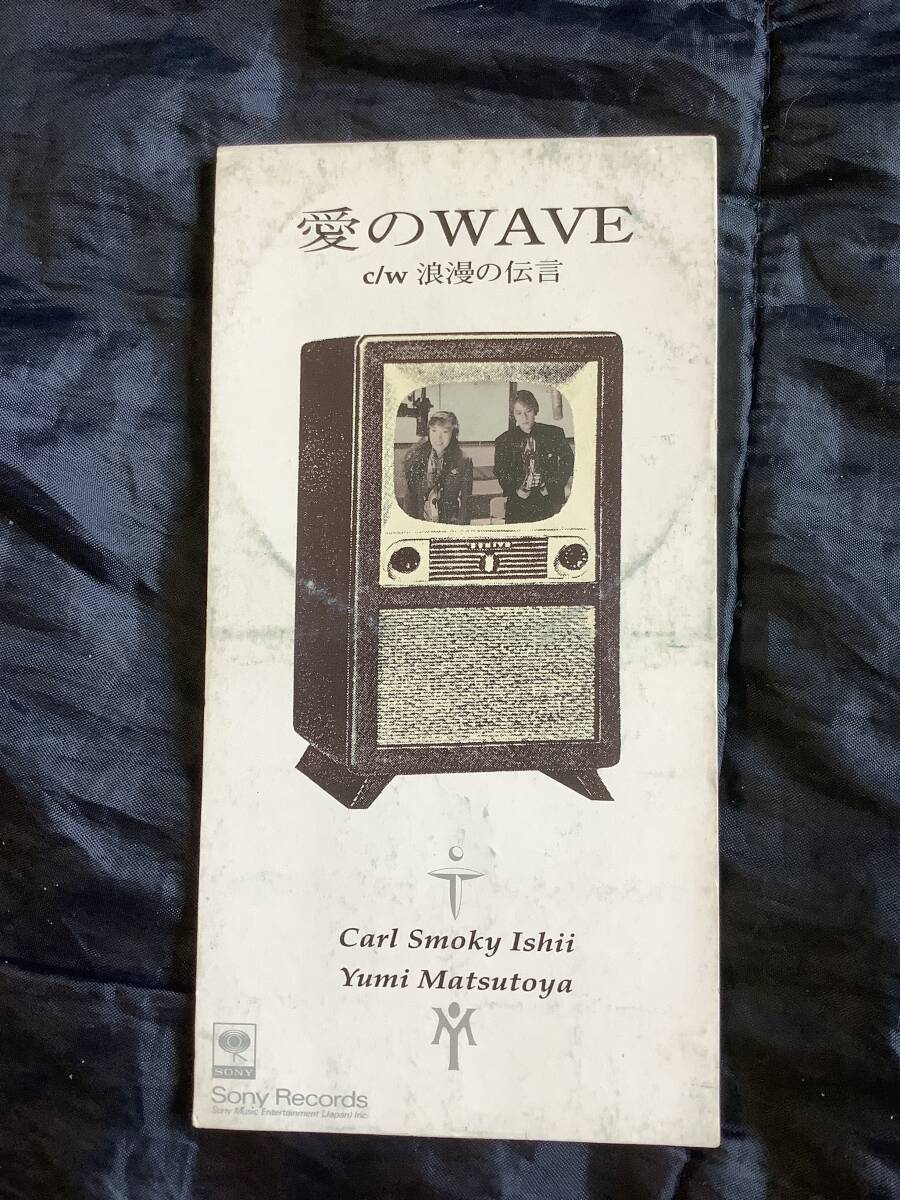 愛のWAVE
c/w 浪漫の伝言
Carl Smoky Ishii
Yumi Matsutoya
SONY
Sony Records
Sony Music Entertainment (Japan) Inc.